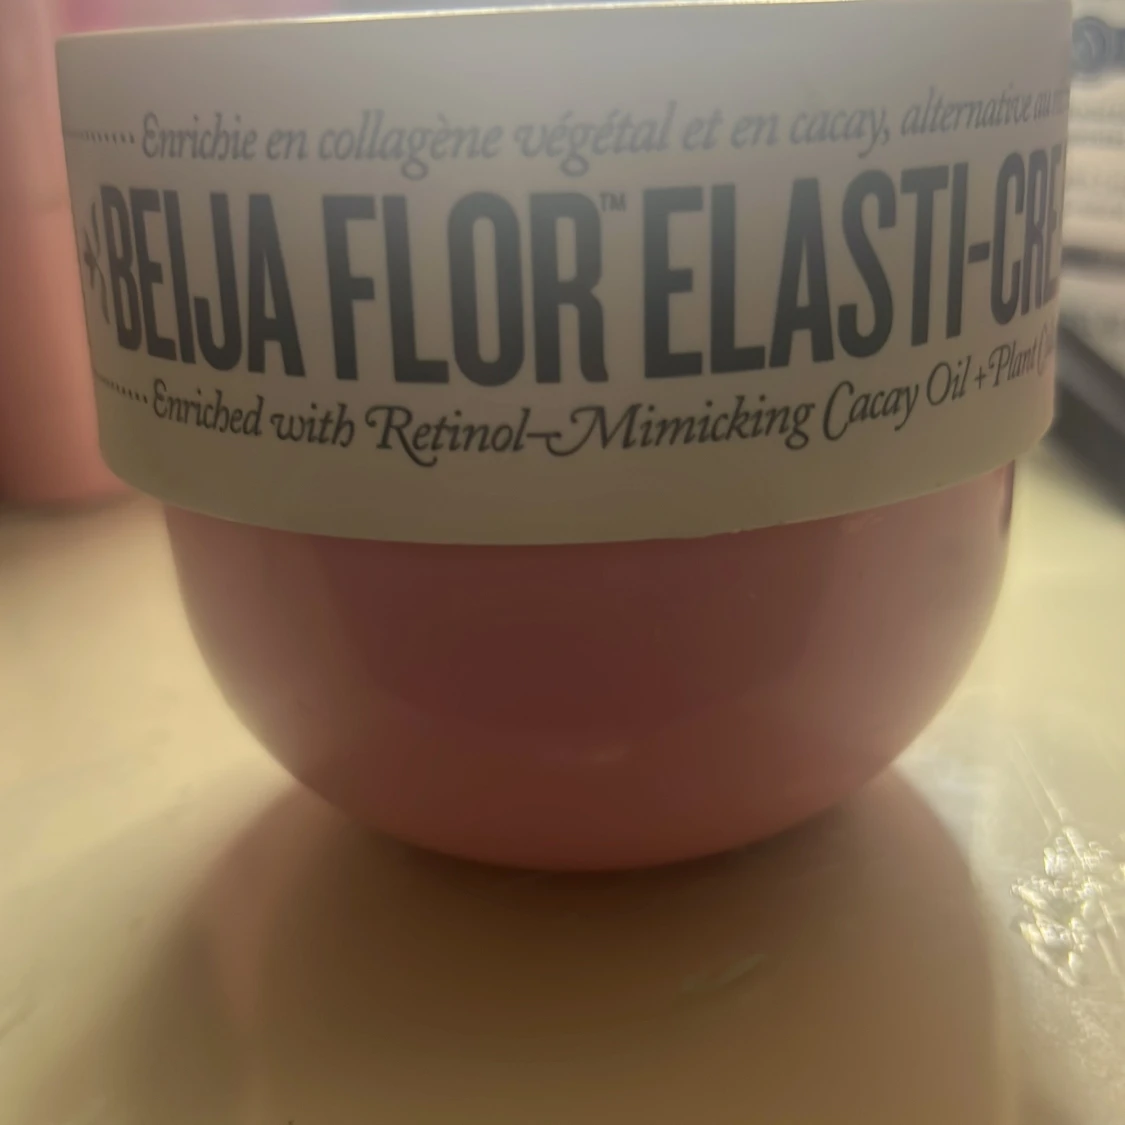 Enrichie en collagène végétal et en cacay, alternative au
BEIJA FLOR™ ELASTI-CRE
Enriched with Retinol-Mimicking Cacay Oil + Plant